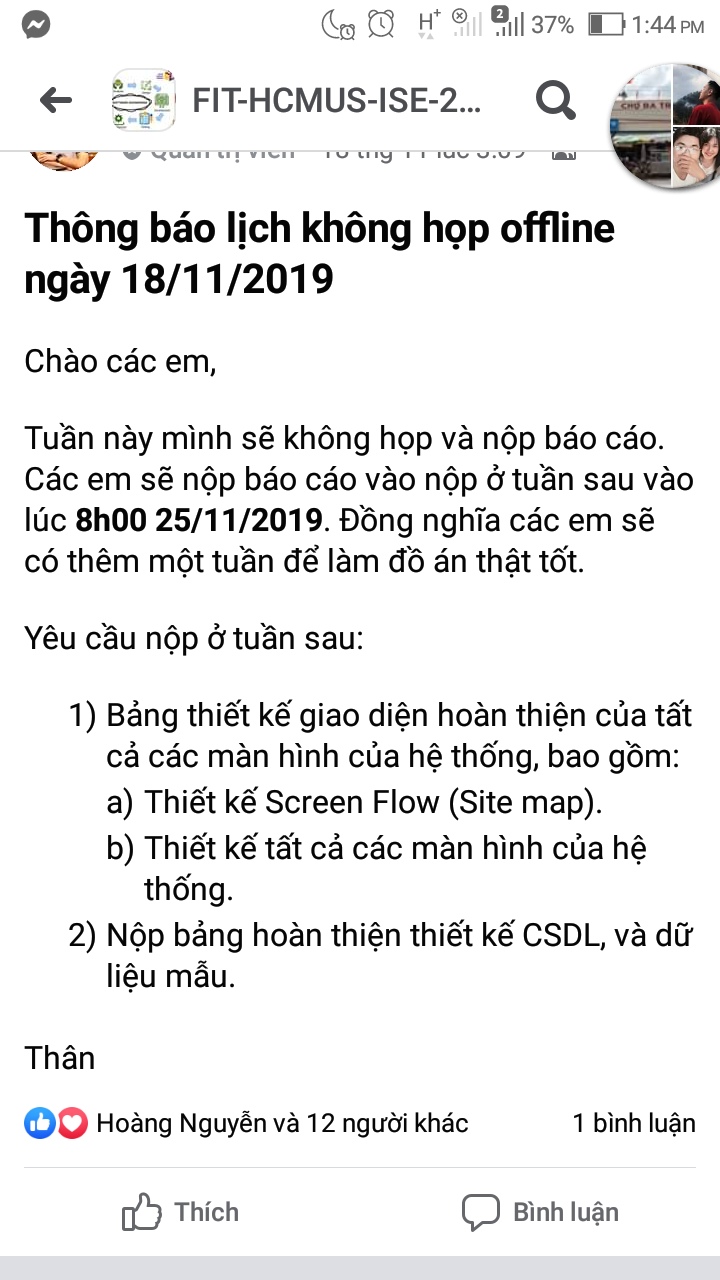 H+ 2 37% 1:44 PM
FIT-HCMUS-ISE-2...
CHỢ BA
Quản trị viên 18 thg 11 lúc
Thông báo lịch không họp offline
ngày 18/11/2019
Chào các em,
Tuần này mình sẽ không họp và nộp báo cáo.
Các em sẽ nộp báo cáo vào nộp ở tuần sau vào
lúc 8h00 25/11/2019. Đồng nghĩa các em sẽ
có thêm một tuần để làm đồ án thật tốt.
Yêu cầu nộp ở tuần sau:
1) Bảng thiết kế giao diện hoàn thiện của tất
cả các màn hình của hệ thống, bao gồm:
a) Thiết kế Screen Flow (Site map).
b) Thiết kế tất cả các màn hình của hệ
thống.
2) Nộp bảng hoàn thiện thiết kế CSDL, và dữ
liệu mẫu.
Thân
Hoàng Nguyễn và 12 người khác 1 bình luận
Thích Bình luận